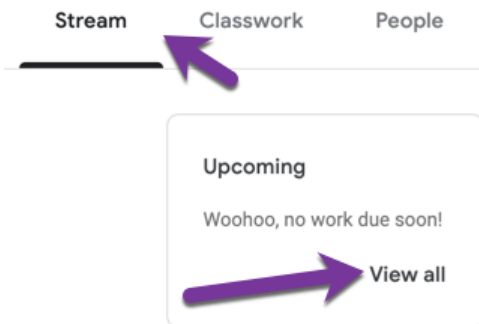 Stream Classwork People
Upcoming
Woohoo, no work due soon!
View all